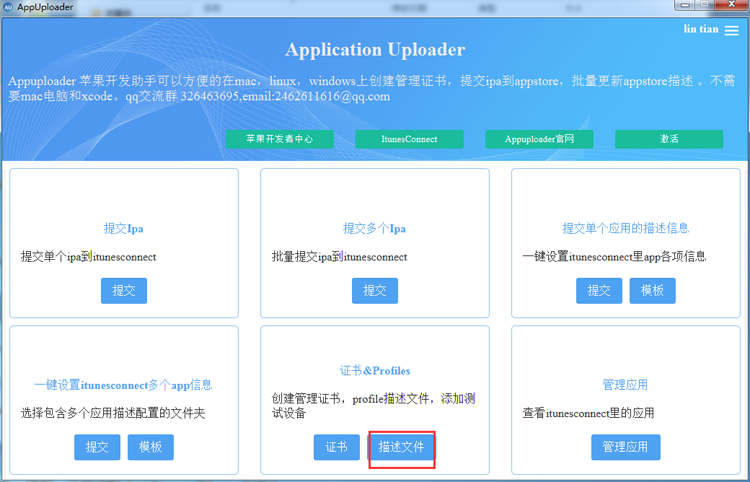 AppUploader
lin tian
Application Uploader
Appuploader 苹果开发助手可以方便的在mac，linux，windows上创建管理证书，提交ipa到appstore，批量更新appstore描述 。不需
要mac电脑和xcode。qq交流群 326463695,email:2462611616@qq.com
苹果开发者中心 ItunesConnect Appuploader官网 激活
提交Ipa
提交单个ipa到itunesconnect
提交
提交多个Ipa
批量提交ipa到itunesconnect
提交
提交单个应用的描述信息
一键设置itunesconnect里app各项信息
提交 模板
一键设置itunesconnect多个app信息
选择包含多个应用描述配置的文件夹
提交 模板
证书&Profiles
创建管理证书，profile描述文件，添加测
试设备
证书 描述文件
管理应用
查看itunesconnect里的应用
管理应用